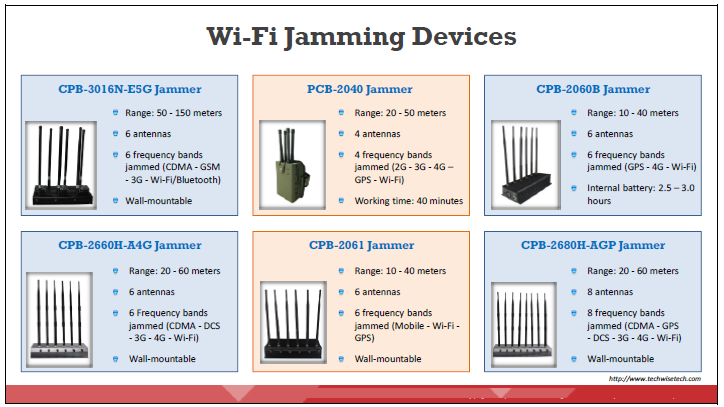 Wi-Fi Jamming Devices
CPB-3016N-E5G Jammer
Range: 50 - 150 meters
6 antennas
6 frequency bands
jammed (CDMA - GSM
- 3G - Wi-Fi/Bluetooth)
Wall-mountable
PCB-2040 Jammer
Range: 20 - 50 meters
4 antennas
4 frequency bands
jammed (2G - 3G - 4G –
GPS - Wi-Fi)
Working time: 40 minutes
CPB-2060B Jammer
Range: 10 - 40 meters
6 antennas
6 frequency bands
jammed (GPS - 4G - Wi-Fi)
Internal battery: 2.5 – 3.0
hours
CPB-2660H-A4G Jammer
Range: 20 - 60 meters
6 antennas
6 Frequency bands
jammed (CDMA - DCS
- 3G - 4G - Wi-Fi)
Wall-mountable
CPB-2061 Jammer
Range: 10 - 40 meters
6 antennas
6 frequency bands
jammed (Mobile - Wi-Fi -
GPS)
Wall-mountable
CPB-2680H-AGP Jammer
Range: 20 - 60 meters
8 antennas
8 frequency bands
jammed (CDMA - GPS
- DCS - 3G - 4G - Wi-Fi)
Wall-mountable
http://www.techwisetech.com